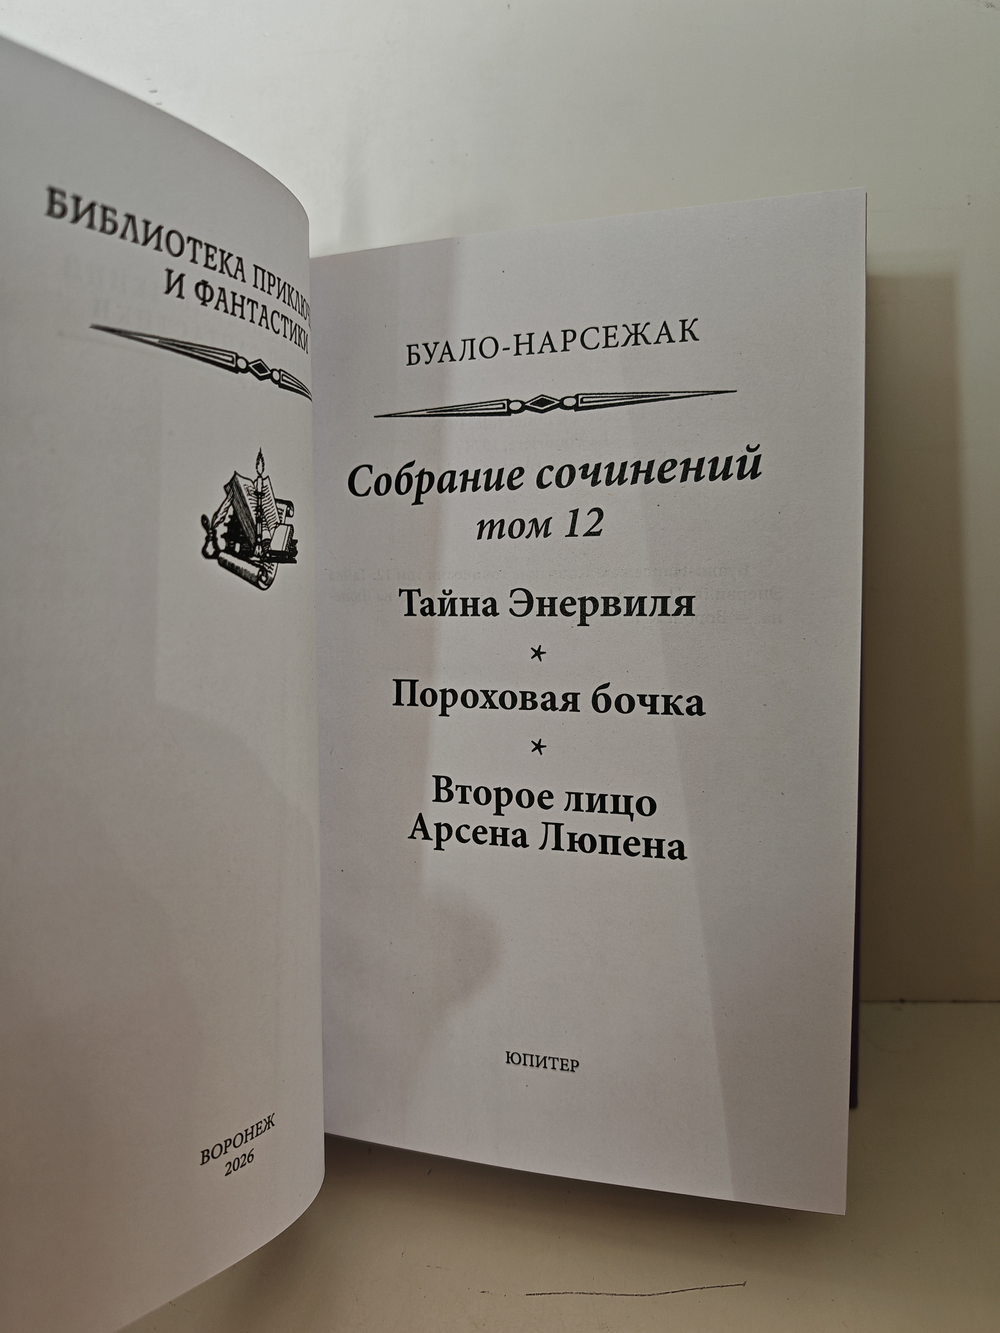 БИБЛИОТЕКА
И ФАНТАСТИКИ
ВОРОНЕЖ
2026
БУАЛО-НАРСЕЖАК
Собрание сочинений
том 12
Тайна Энервиля
*
Пороховая бочка
*
Второе лицо
Арсена Люпена
ЮПИТЕР